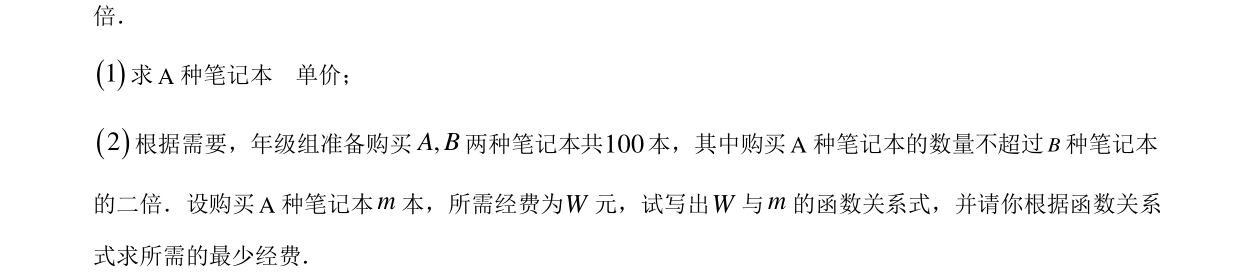 倍．
(1)求 A 种笔记本 单价；
(2)根据需要，年级组准备购买 A, B 两种笔记本共100本，其中购买 A 种笔记本的数量不超过 B 种笔记本
的二倍．设购买 A 种笔记本 m 本，所需经费为W 元，试写出W 与 m 的函数关系式，并请你根据函数关系
式求所需的最少经费．